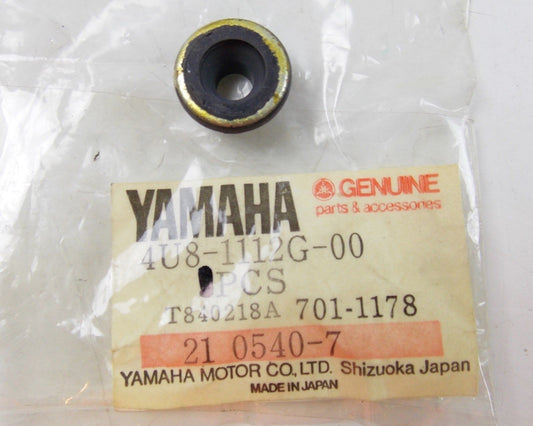 YAMAHA GENUINE
parts & accessories
4U8-1112G-00
PCS
T840218A 701-1178
21 0540-7
YAMAHA MOTOR CO., LTD. Shizuoka Japan
MADE IN JAPAN